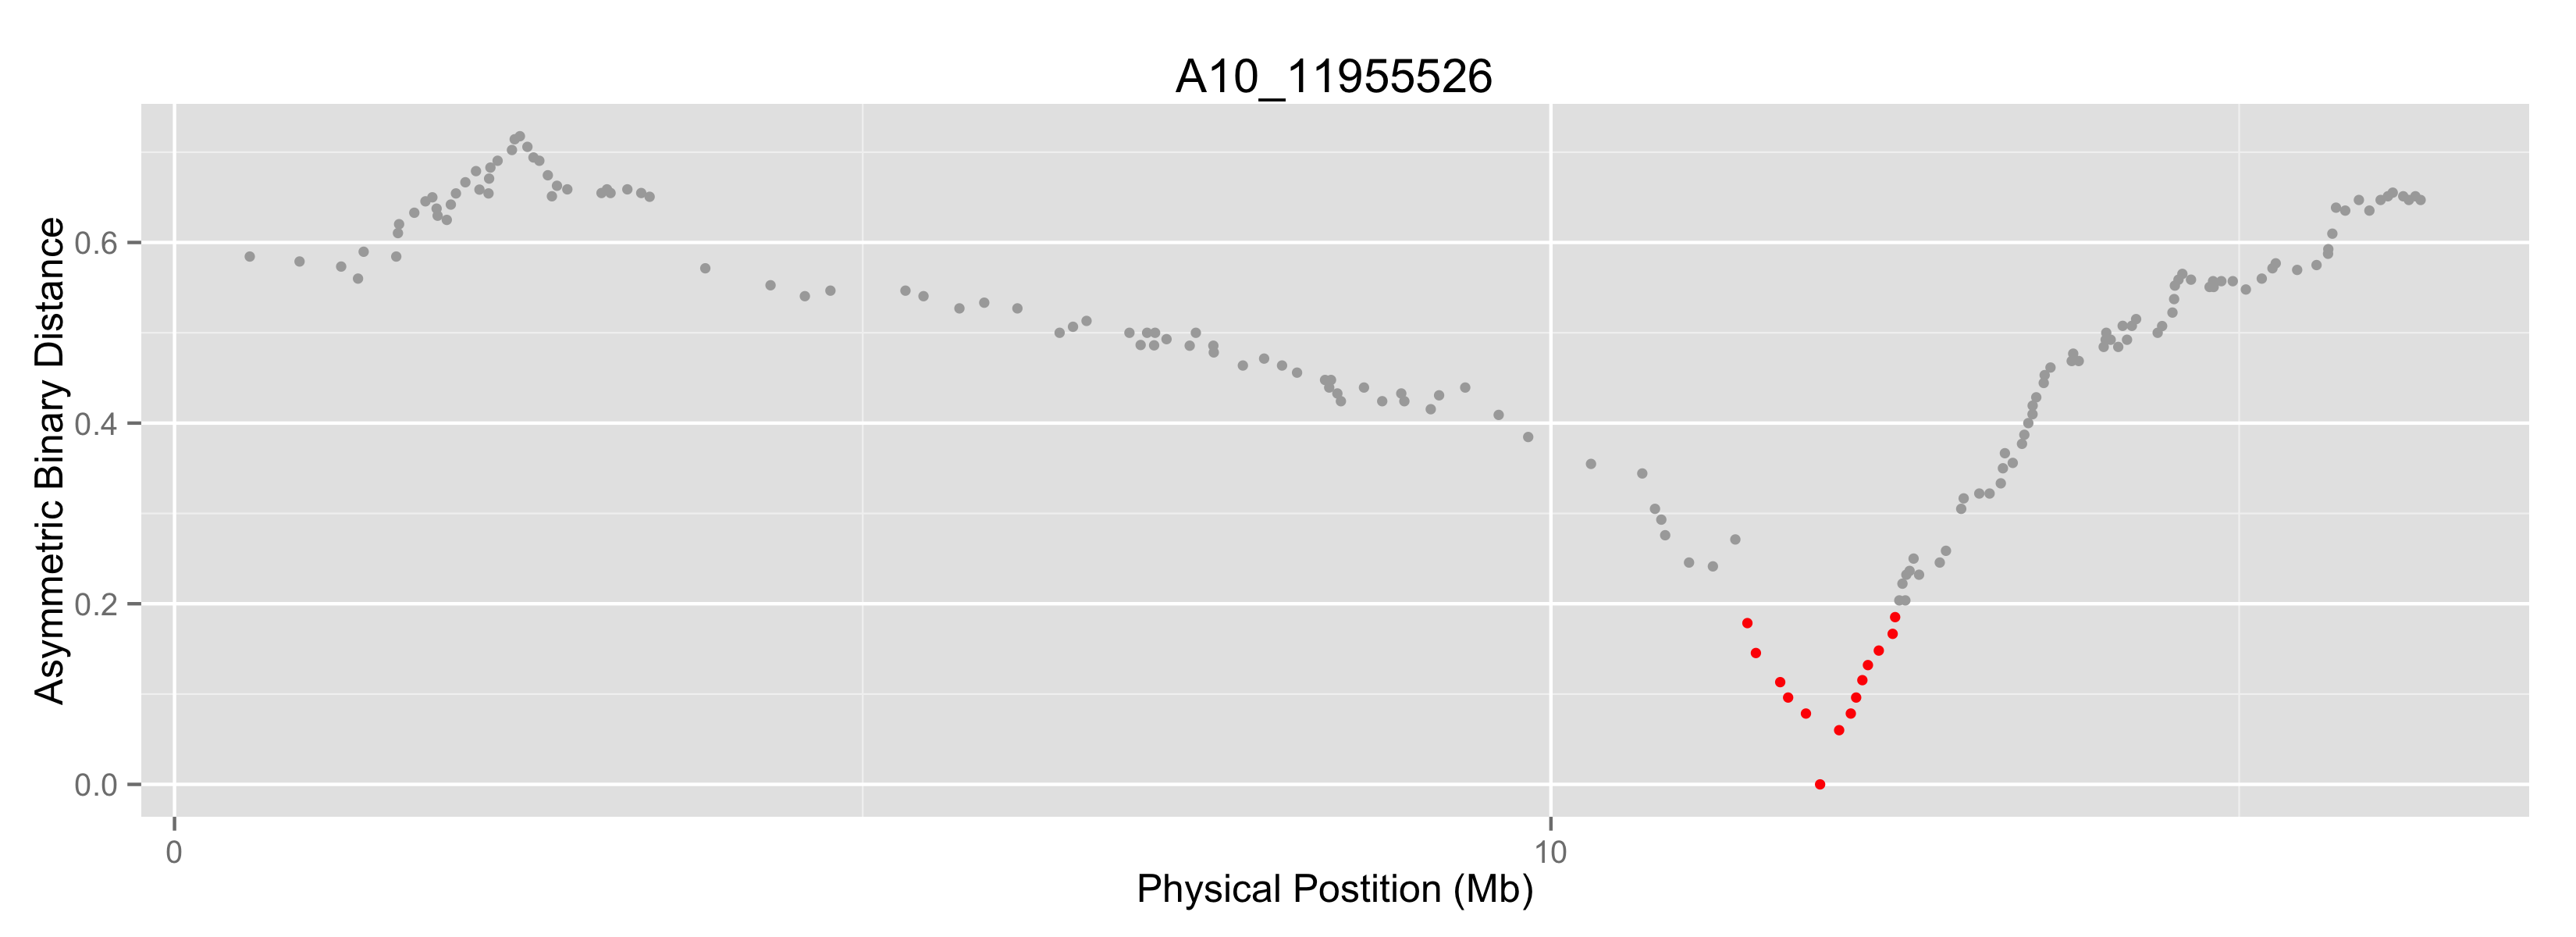 A10_11955526
Asymmetric Binary Distance
0.6
0.4
0.2
0.0
0
10
Physical Postition (Mb)